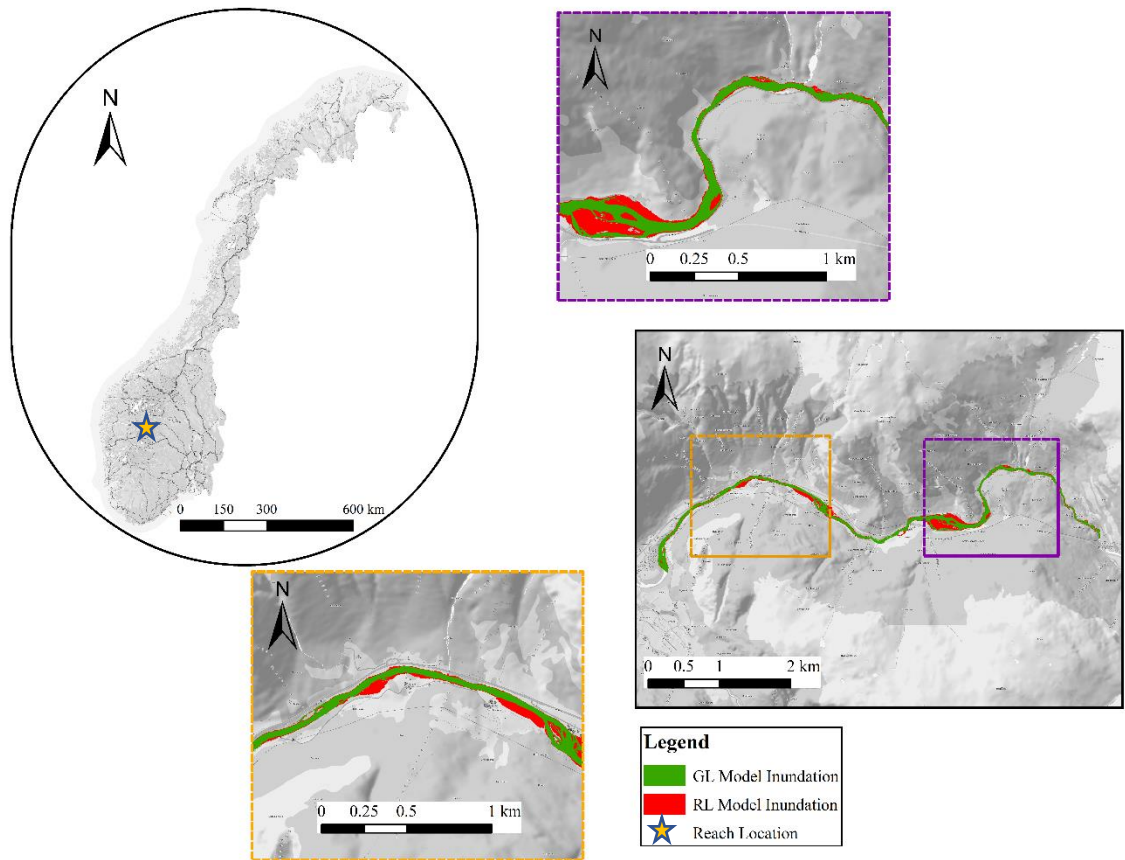 N
0 150 300 600 km
N
0 0.25 0.5 1 km
N
0 0.5 1 2 km
N
0 0.25 0.5 1 km
Legend
GL Model Inundation
RL Model Inundation
Reach Location